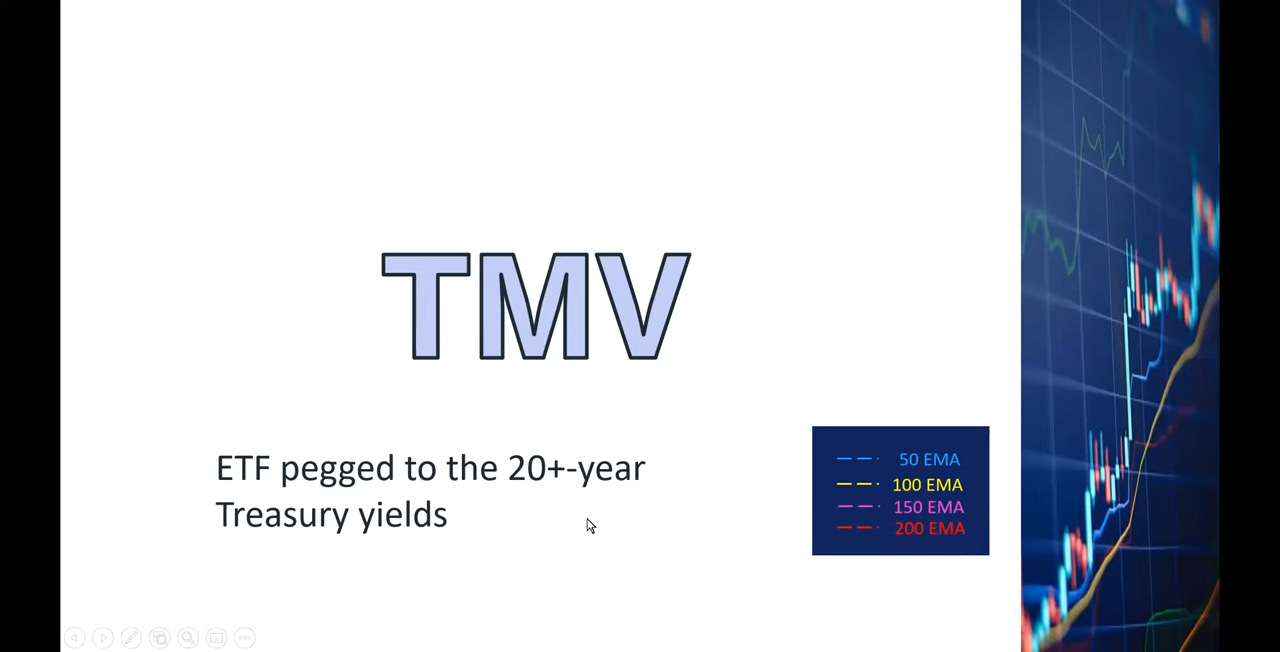 TMV
ETF pegged to the 20+-year
Treasury yields
50 EMA
100 EMA
150 EMA
200 EMA